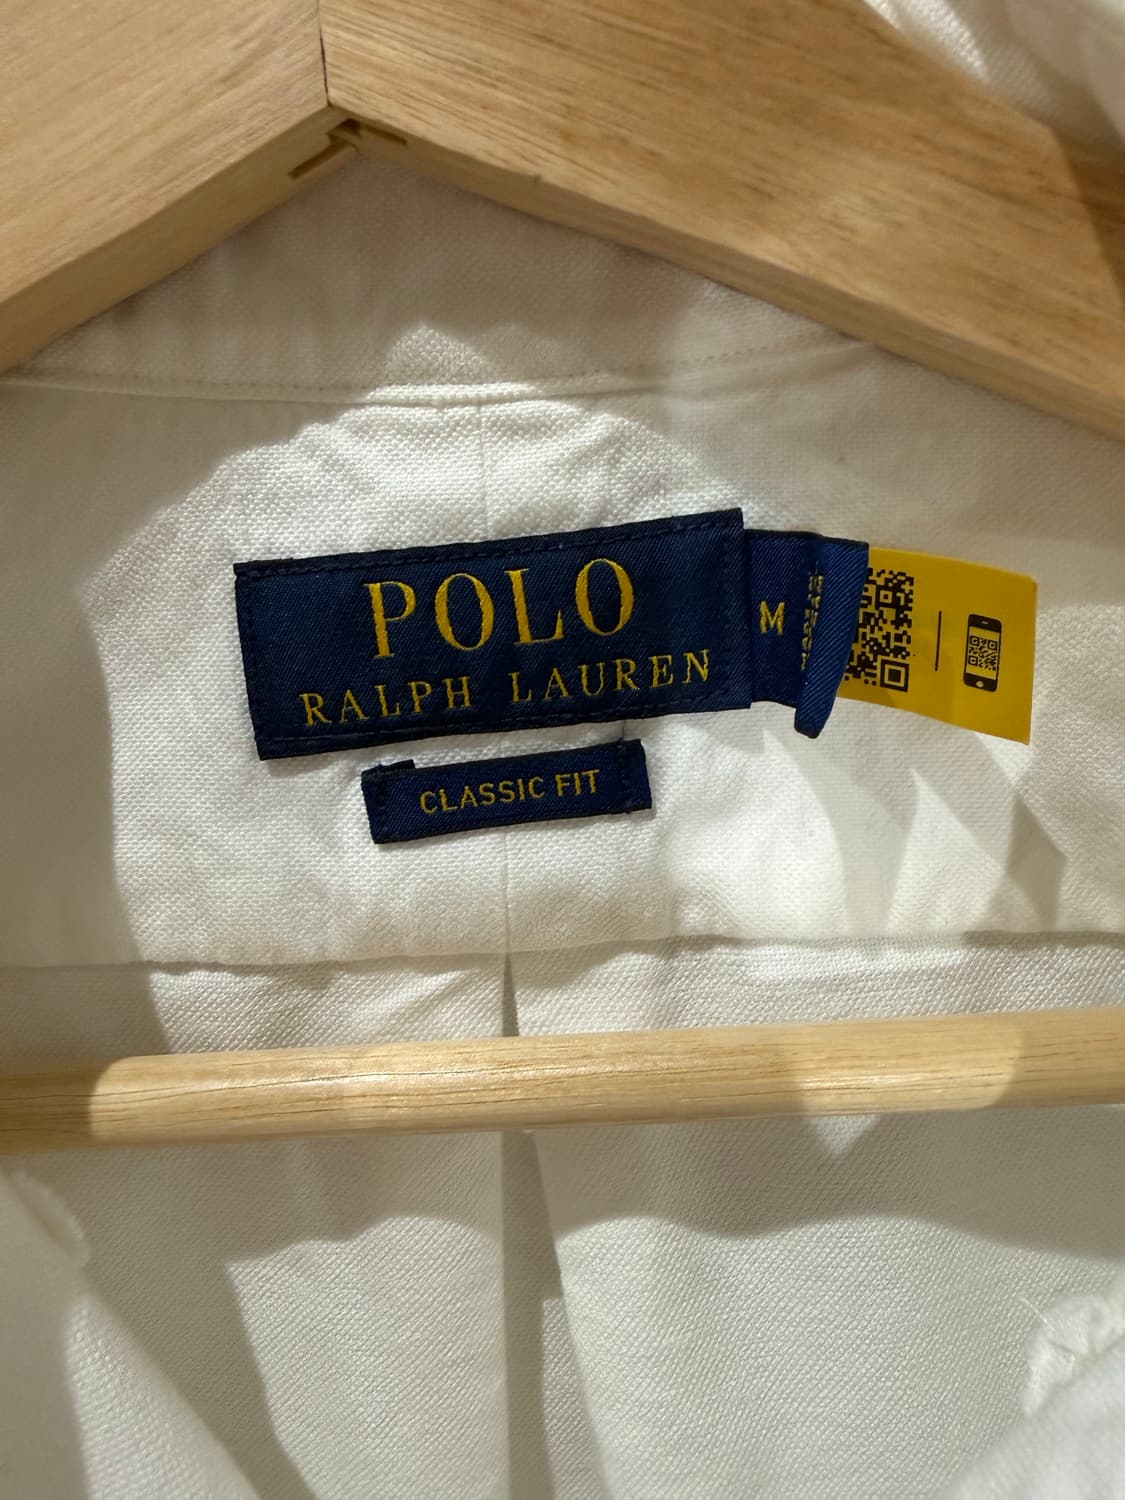 POLO
RALPH LAUREN
M
CLASSIC FIT